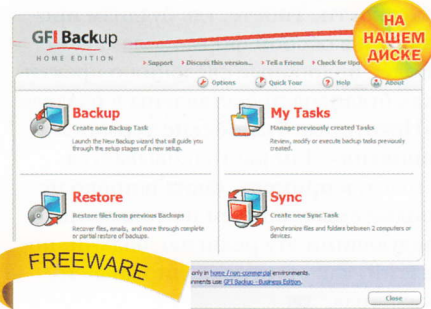 НА
НАШЕМ
ДИСКЕ
GFI Backup
HOME EDITION
Support Discuss this version... Tell a Friend Check for
Options Quick Tour Help About
Backup
Create new Backup Task
Launch the New Backup wizard that will guide you
through the setup stages of a new setup.
My Tasks
Manage previously created Tasks
Review, modify or execute backup tasks previously
created.
Restore
Restore files from previous Backups
Recover files, emails, and more through complete
or partial restore of backups.
Sync
Create new Sync Task
Synchronize files and folders between 2 computers or
devices.
FREEWARE
only in home / non-commercial environments.
use GFI Backup - Business Edition.
Close